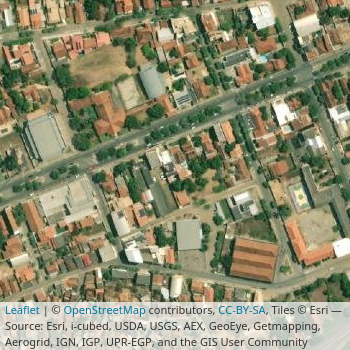 Leaflet | © OpenStreetMap contributors, CC-BY-SA, Tiles © Esri —
Source: Esri, i-cubed, USDA, USGS, AEX, GeoEye, Getmapping,
Aerogrid, IGN, IGP, UPR-EGP, and the GIS User Community